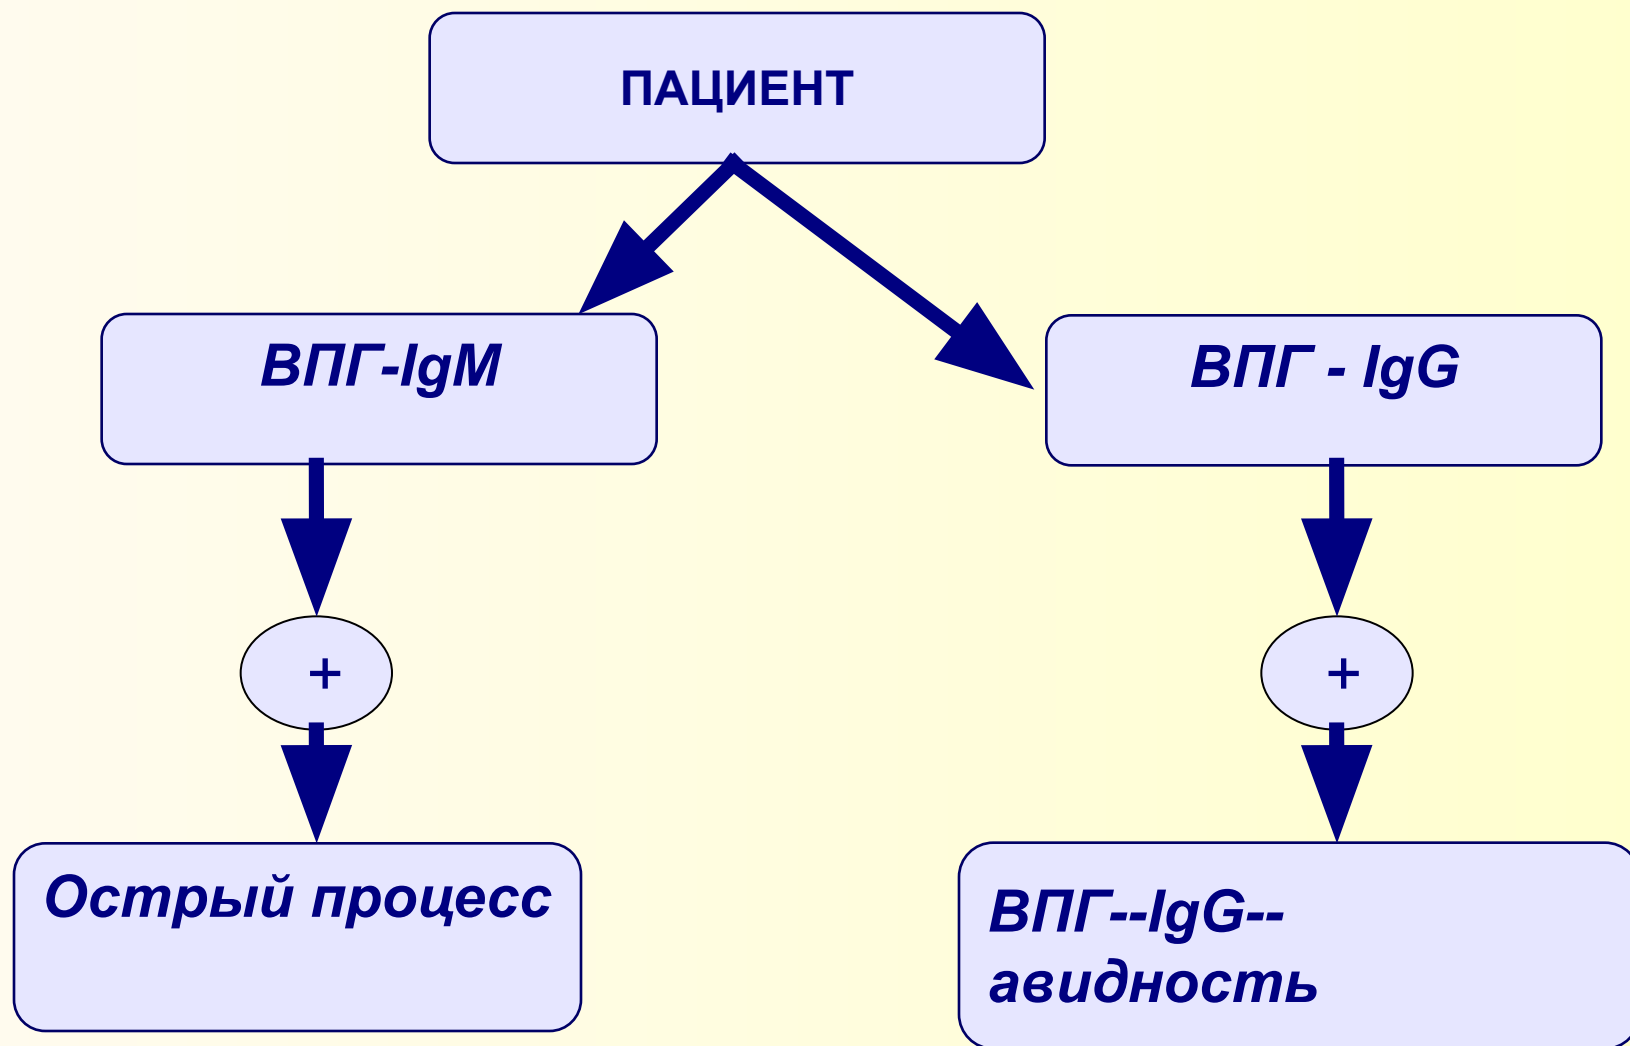 ПАЦИЕНТ
ВПГ-IgM
ВПГ - IgG
+
+
Острый процесс
ВПГ--IgG--
авидность